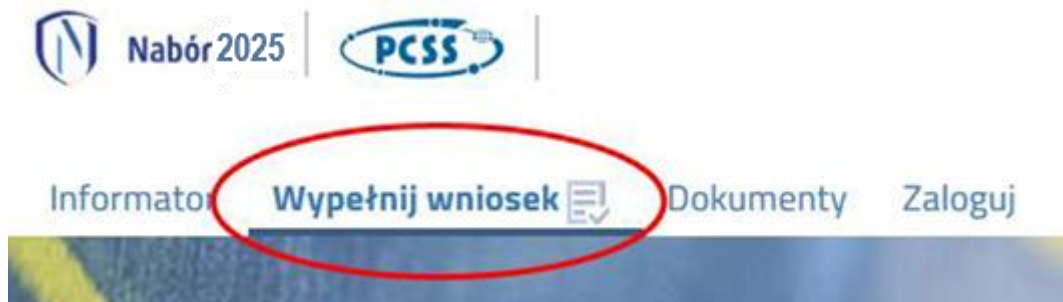 Nabór 2025 PCSS
Informator Wypełnij wniosek Dokumenty Zaloguj